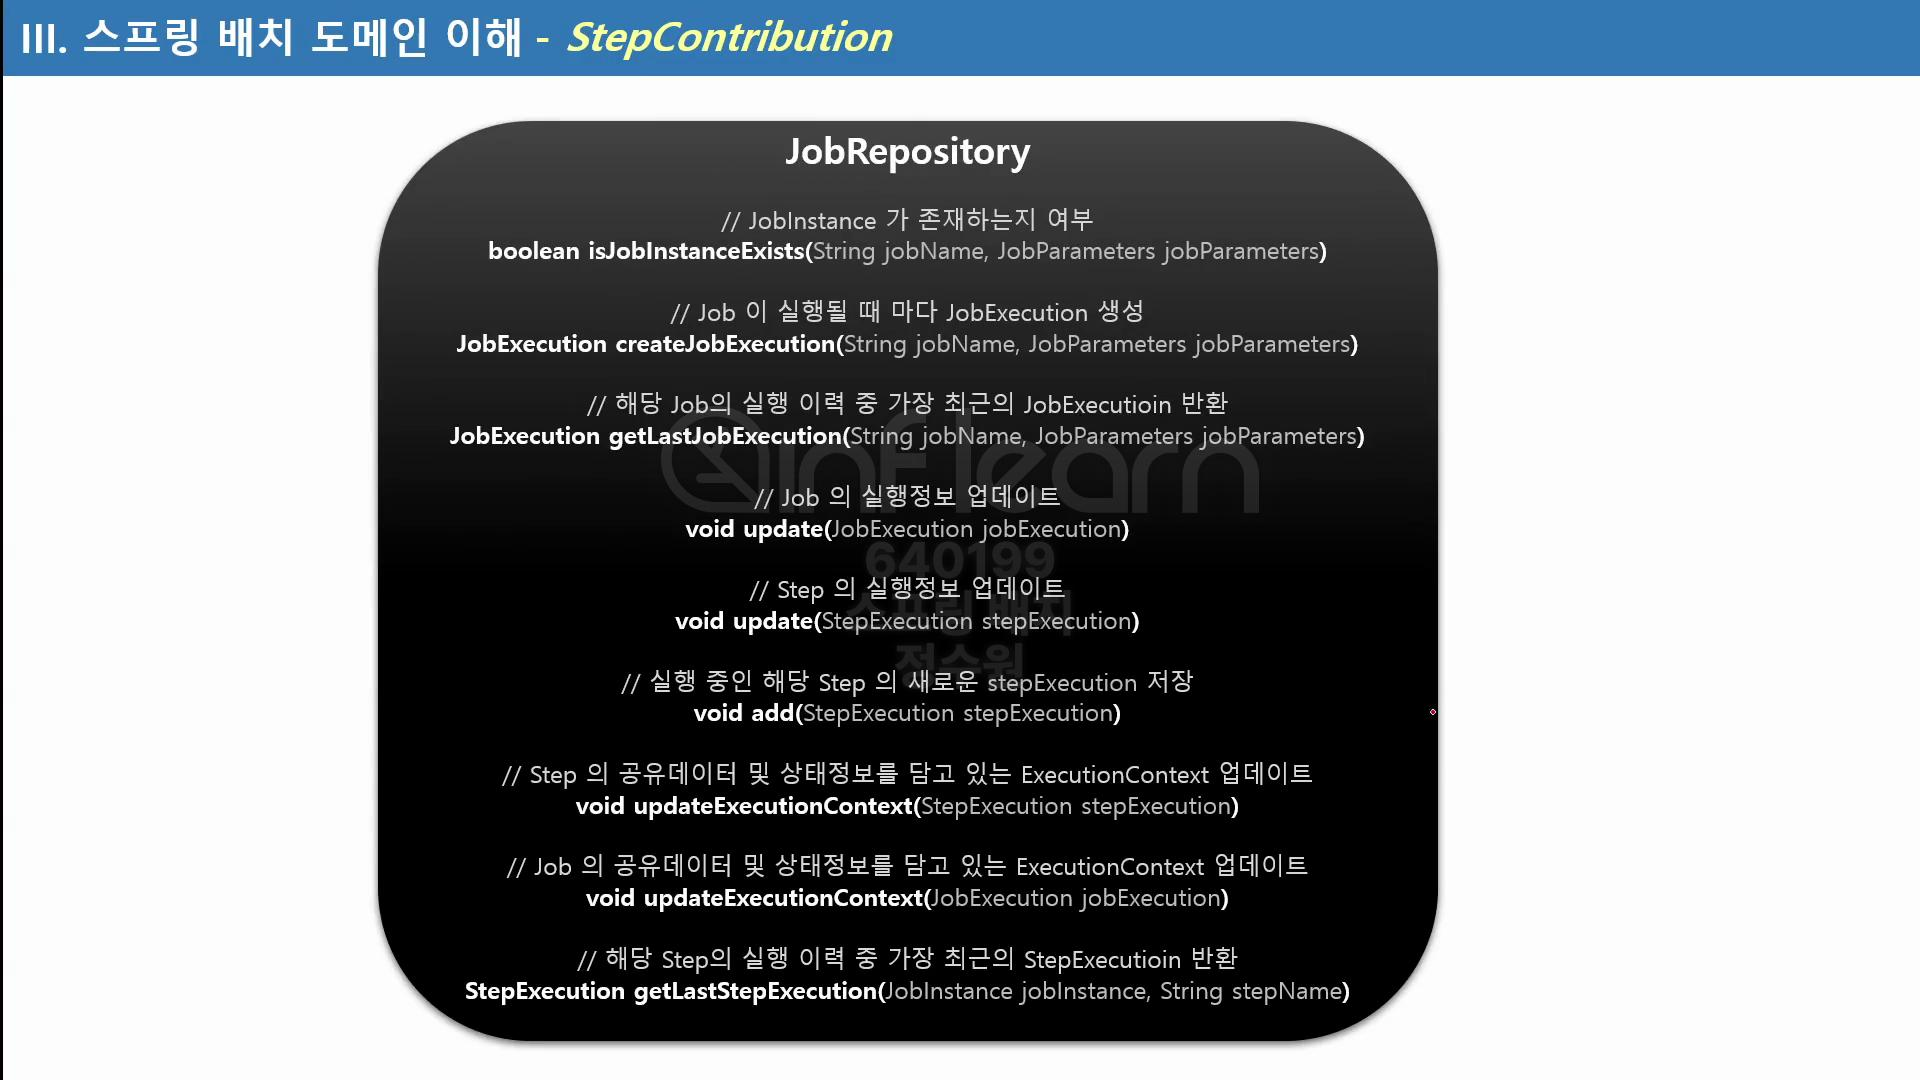 III. 스프링 배치 도메인 이해 - StepContribution
JobRepository
// JobInstance 가 존재하는지 여부
boolean isJobInstanceExists(String jobName, JobParameters jobParameters)
// Job 이 실행될 때 마다 JobExecution 생성
JobExecution createJobExecution(String jobName, JobParameters jobParameters)
// 해당 Job의 실행 이력 중 가장 최근의 JobExecutioin 반환
JobExecution getLastJobExecution(String jobName, JobParameters jobParameters)
inflearn
// Job 의 실행정보 업데이트
void update(JobExecution jobExecution)
640199
// Step 의 실행정보 업데이트
스프링 배치
void update(StepExecution stepExecution)
정수원
// 실행 중인 해당 Step 의 새로운 stepExecution 저장
void add(StepExecution stepExecution)
// Step 의 공유데이터 및 상태정보를 담고 있는 ExecutionContext 업데이트
void updateExecutionContext(StepExecution stepExecution)
// Job 의 공유데이터 및 상태정보를 담고 있는 ExecutionContext 업데이트
void updateExecutionContext(JobExecution jobExecution)
// 해당 Step의 실행 이력 중 가장 최근의 StepExecutioin 반환
StepExecution getLastStepExecution(JobInstance jobInstance, String stepName)